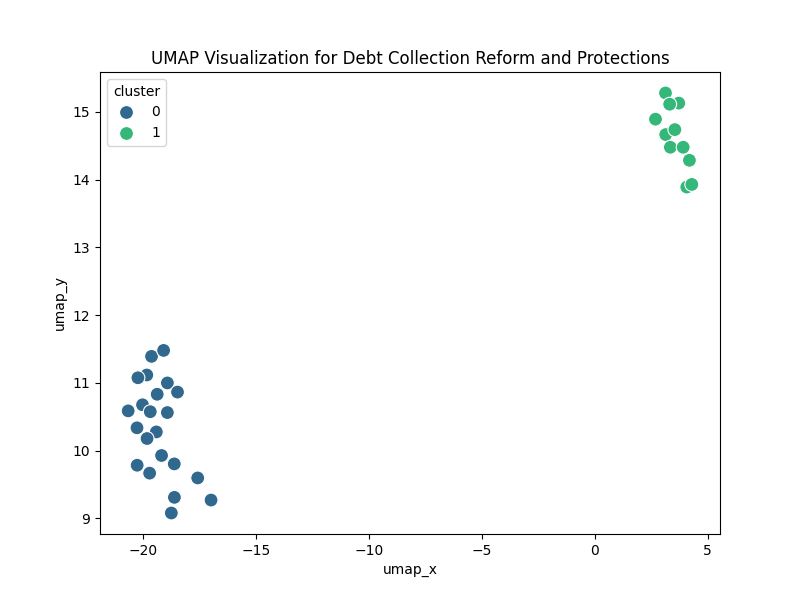 UMAP Visualization for Debt Collection Reform and Protections
cluster
0
1
15
14
13
12
11
10
9
umap_y
−20 −15 −10 −5 0 5
umap_x